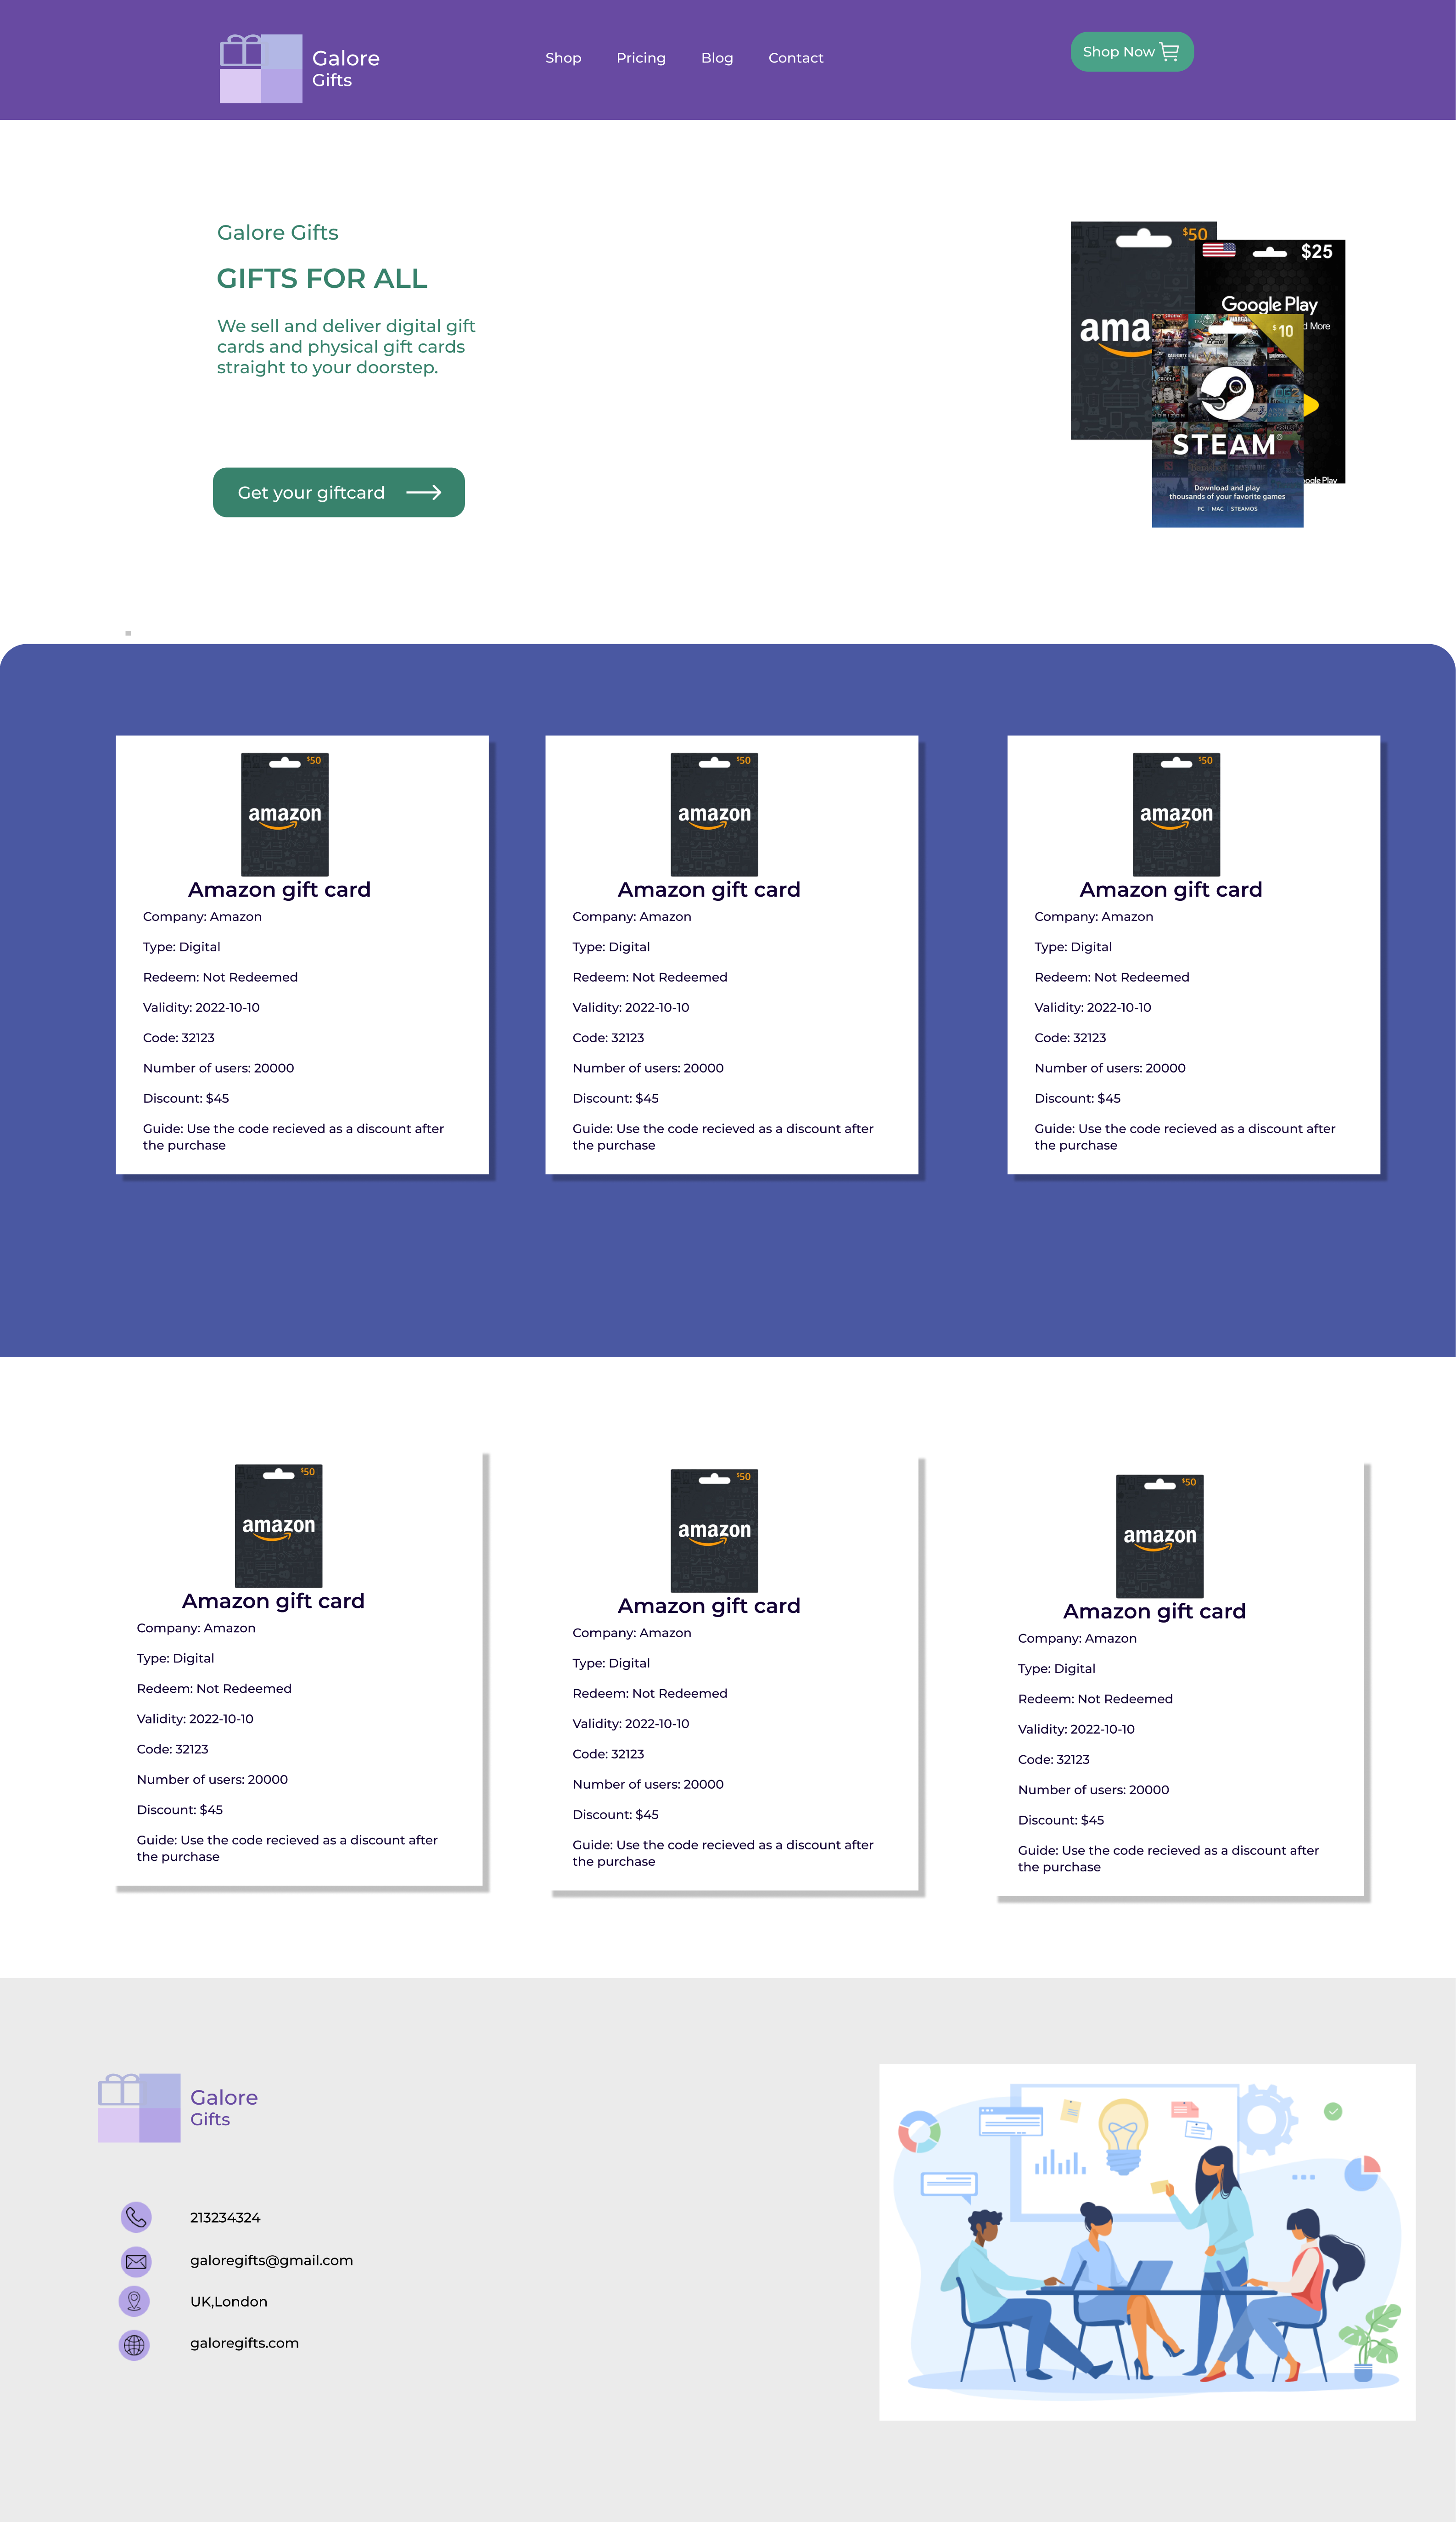 Galore
Gifts
Shop
Pricing
Blog
Contact
Shop Now
Galore Gifts
GIFTS FOR ALL
We sell and deliver digital gift
cards and physical gift cards
straight to your doorstep.
Get your giftcard
$50
ama
$25
Google Play
d More
ogle Play
$10
STEAM®
Download and play
thousands of your favorite games
PC | MAC | STEAMOS
$50
amazon
Amazon gift card
Company: Amazon
Type: Digital
Redeem: Not Redeemed
Validity: 2022-10-10
Code: 32123
Number of users: 20000
Discount: $45
Guide: Use the code recieved as a discount after
the purchase
$50
amazon
Amazon gift card
Company: Amazon
Type: Digital
Redeem: Not Redeemed
Validity: 2022-10-10
Code: 32123
Number of users: 20000
Discount: $45
Guide: Use the code recieved as a discount after
the purchase
$50
amazon
Amazon gift card
Company: Amazon
Type: Digital
Redeem: Not Redeemed
Validity: 2022-10-10
Code: 32123
Number of users: 20000
Discount: $45
Guide: Use the code recieved as a discount after
the purchase
$50
amazon
Amazon gift card
Company: Amazon
Type: Digital
Redeem: Not Redeemed
Validity: 2022-10-10
Code: 32123
Number of users: 20000
Discount: $45
Guide: Use the code recieved as a discount after
the purchase
$50
amazon
Amazon gift card
Company: Amazon
Type: Digital
Redeem: Not Redeemed
Validity: 2022-10-10
Code: 32123
Number of users: 20000
Discount: $45
Guide: Use the code recieved as a discount after
the purchase
$50
amazon
Amazon gift card
Company: Amazon
Type: Digital
Redeem: Not Redeemed
Validity: 2022-10-10
Code: 32123
Number of users: 20000
Discount: $45
Guide: Use the code recieved as a discount after
the purchase
Galore
Gifts
213234324
galoregifts@gmail.com
UK,London
galoregifts.com